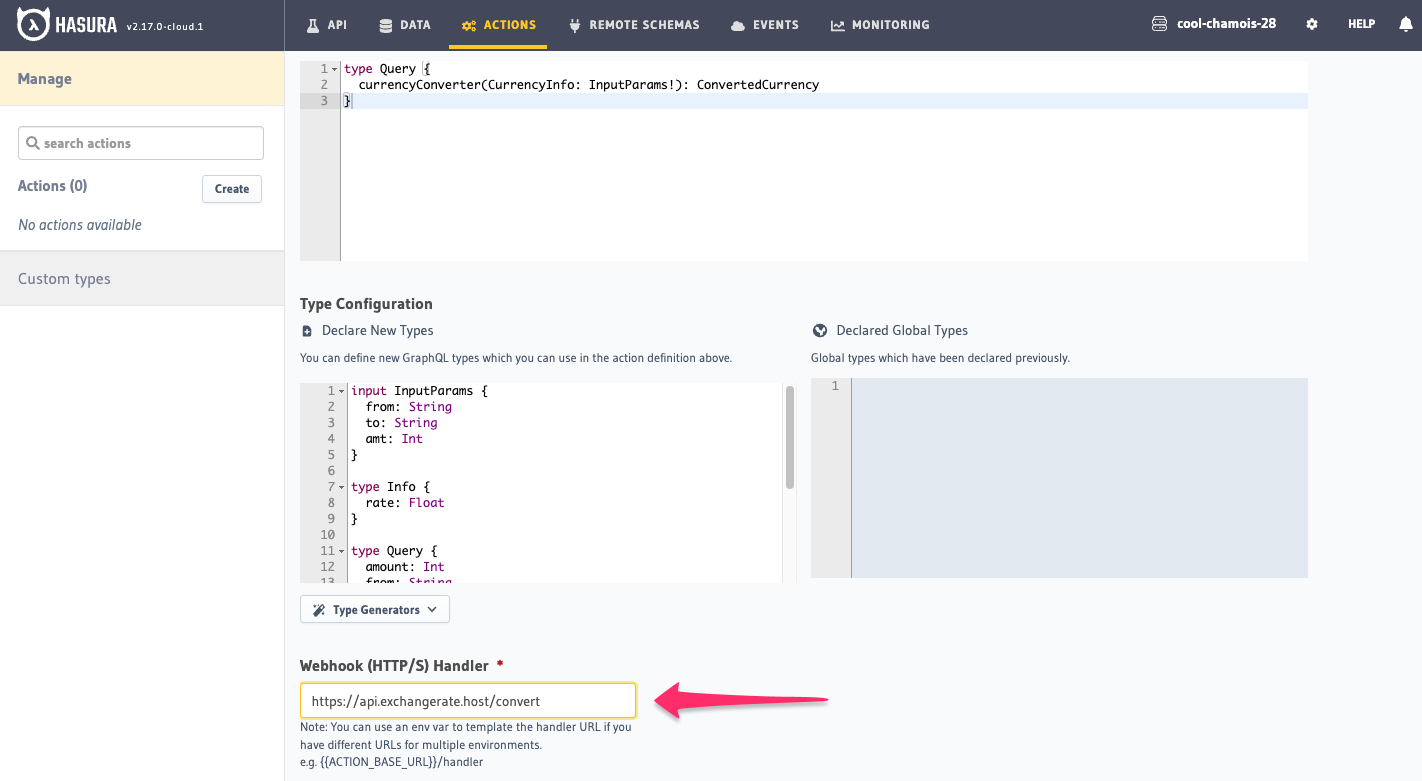 HASURA v2.17.0-cloud.1
API
DATA
ACTIONS
REMOTE SCHEMAS
EVENTS
MONITORING
cool-chamois-28
HELP
Manage
search actions
Actions (0)
Create
No actions available
Custom types
1 type Query {
2 currencyConverter(CurrencyInfo: InputParams!): ConvertedCurrency
3 }
Type Configuration
Declare New Types
You can define new GraphQL types which you can use in the action definition above.
1 input InputParams {
2 from: String
3 to: String
4 amt: Int
5 }
6
7 type Info {
8 rate: Float
9 }
10
11 type Query {
12 amount: Int
13 from: String
Type Generators
Declared Global Types
Global types which have been declared previously.
1
Webhook (HTTP/S) Handler *
https://api.exchangerate.host/convert
Note: You can use an env var to template the handler URL if you
have different URLs for multiple environments.
e.g. {{ACTION_BASE_URL}}/handler